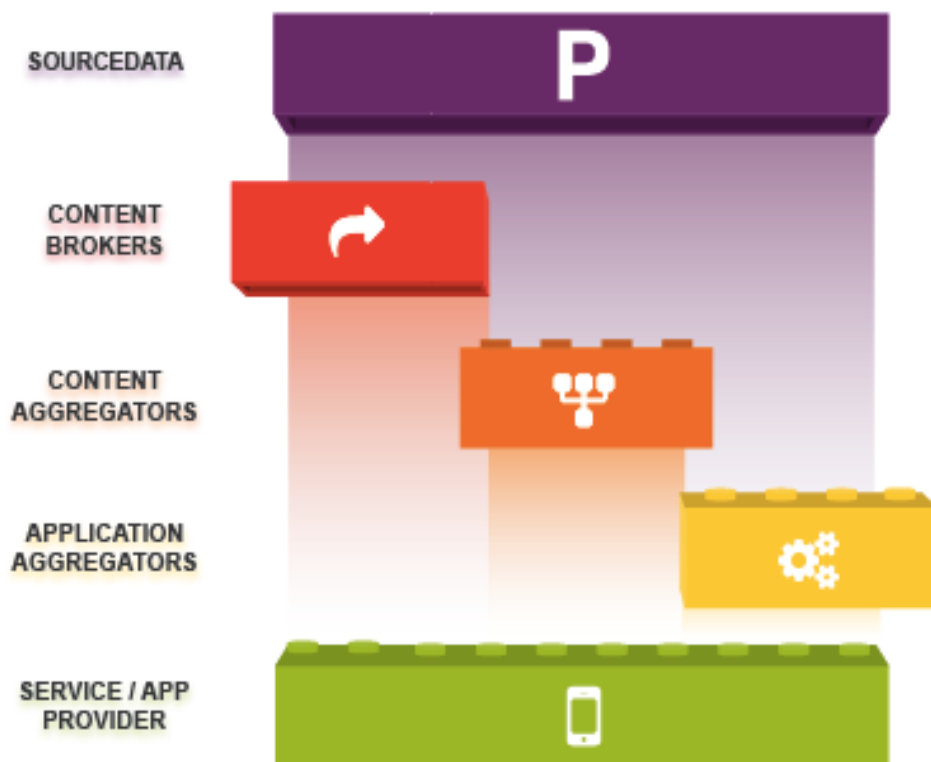 SOURCEDATA
P
CONTENT
BROKERS
CONTENT
AGGREGATORS
APPLICATION
AGGREGATORS
SERVICE / APP
PROVIDER